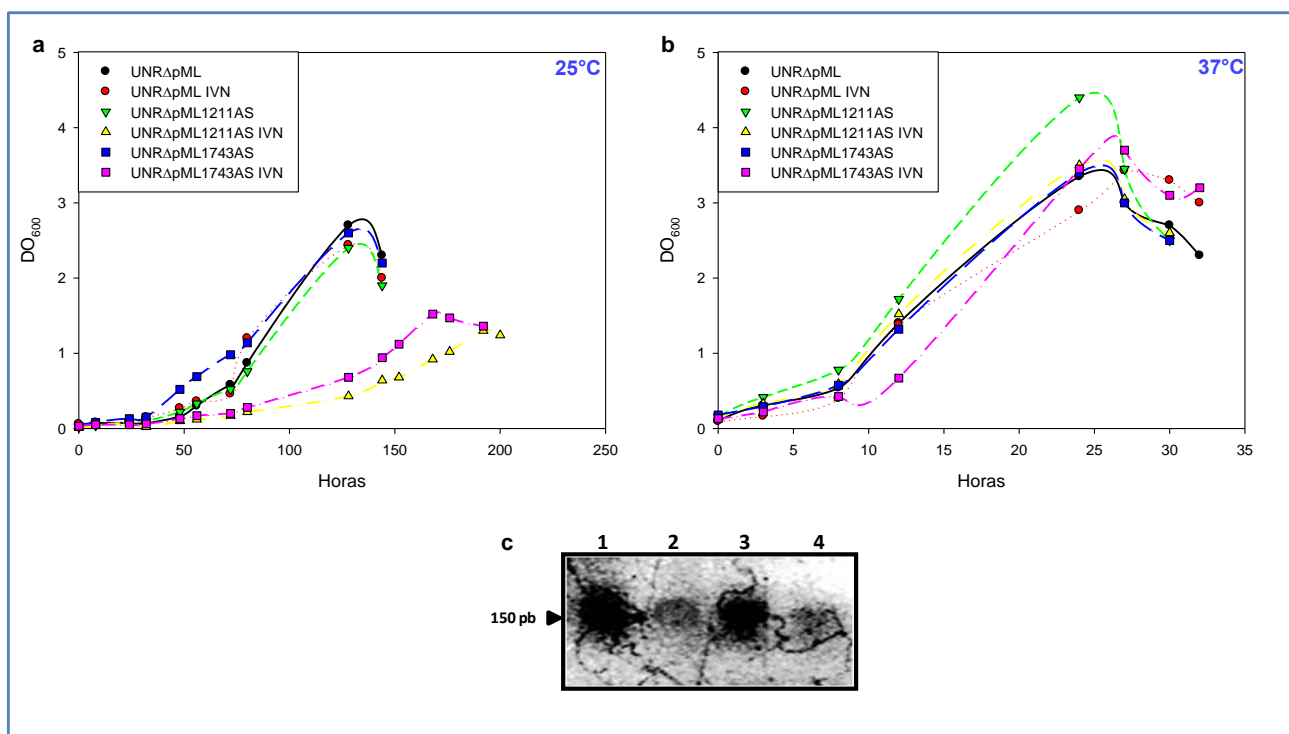 a
25°C
UNRΔpML
UNRΔpML IVN
UNRΔpML1211AS
UNRΔpML1211AS IVN
UNRΔpML1743AS
UNRΔpML1743AS IVN
DO600
5
4
3
2
1
0
0 50 100 150 200 250
Horas
b
37°C
UNRΔpML
UNRΔpML IVN
UNRΔpML1211AS
UNRΔpML1211AS IVN
UNRΔpML1743AS
UNRΔpML1743AS IVN
DO600
5
4
3
2
1
0
0 5 10 15 20 25 30 35
Horas
c
1 2 3 4
150 pb